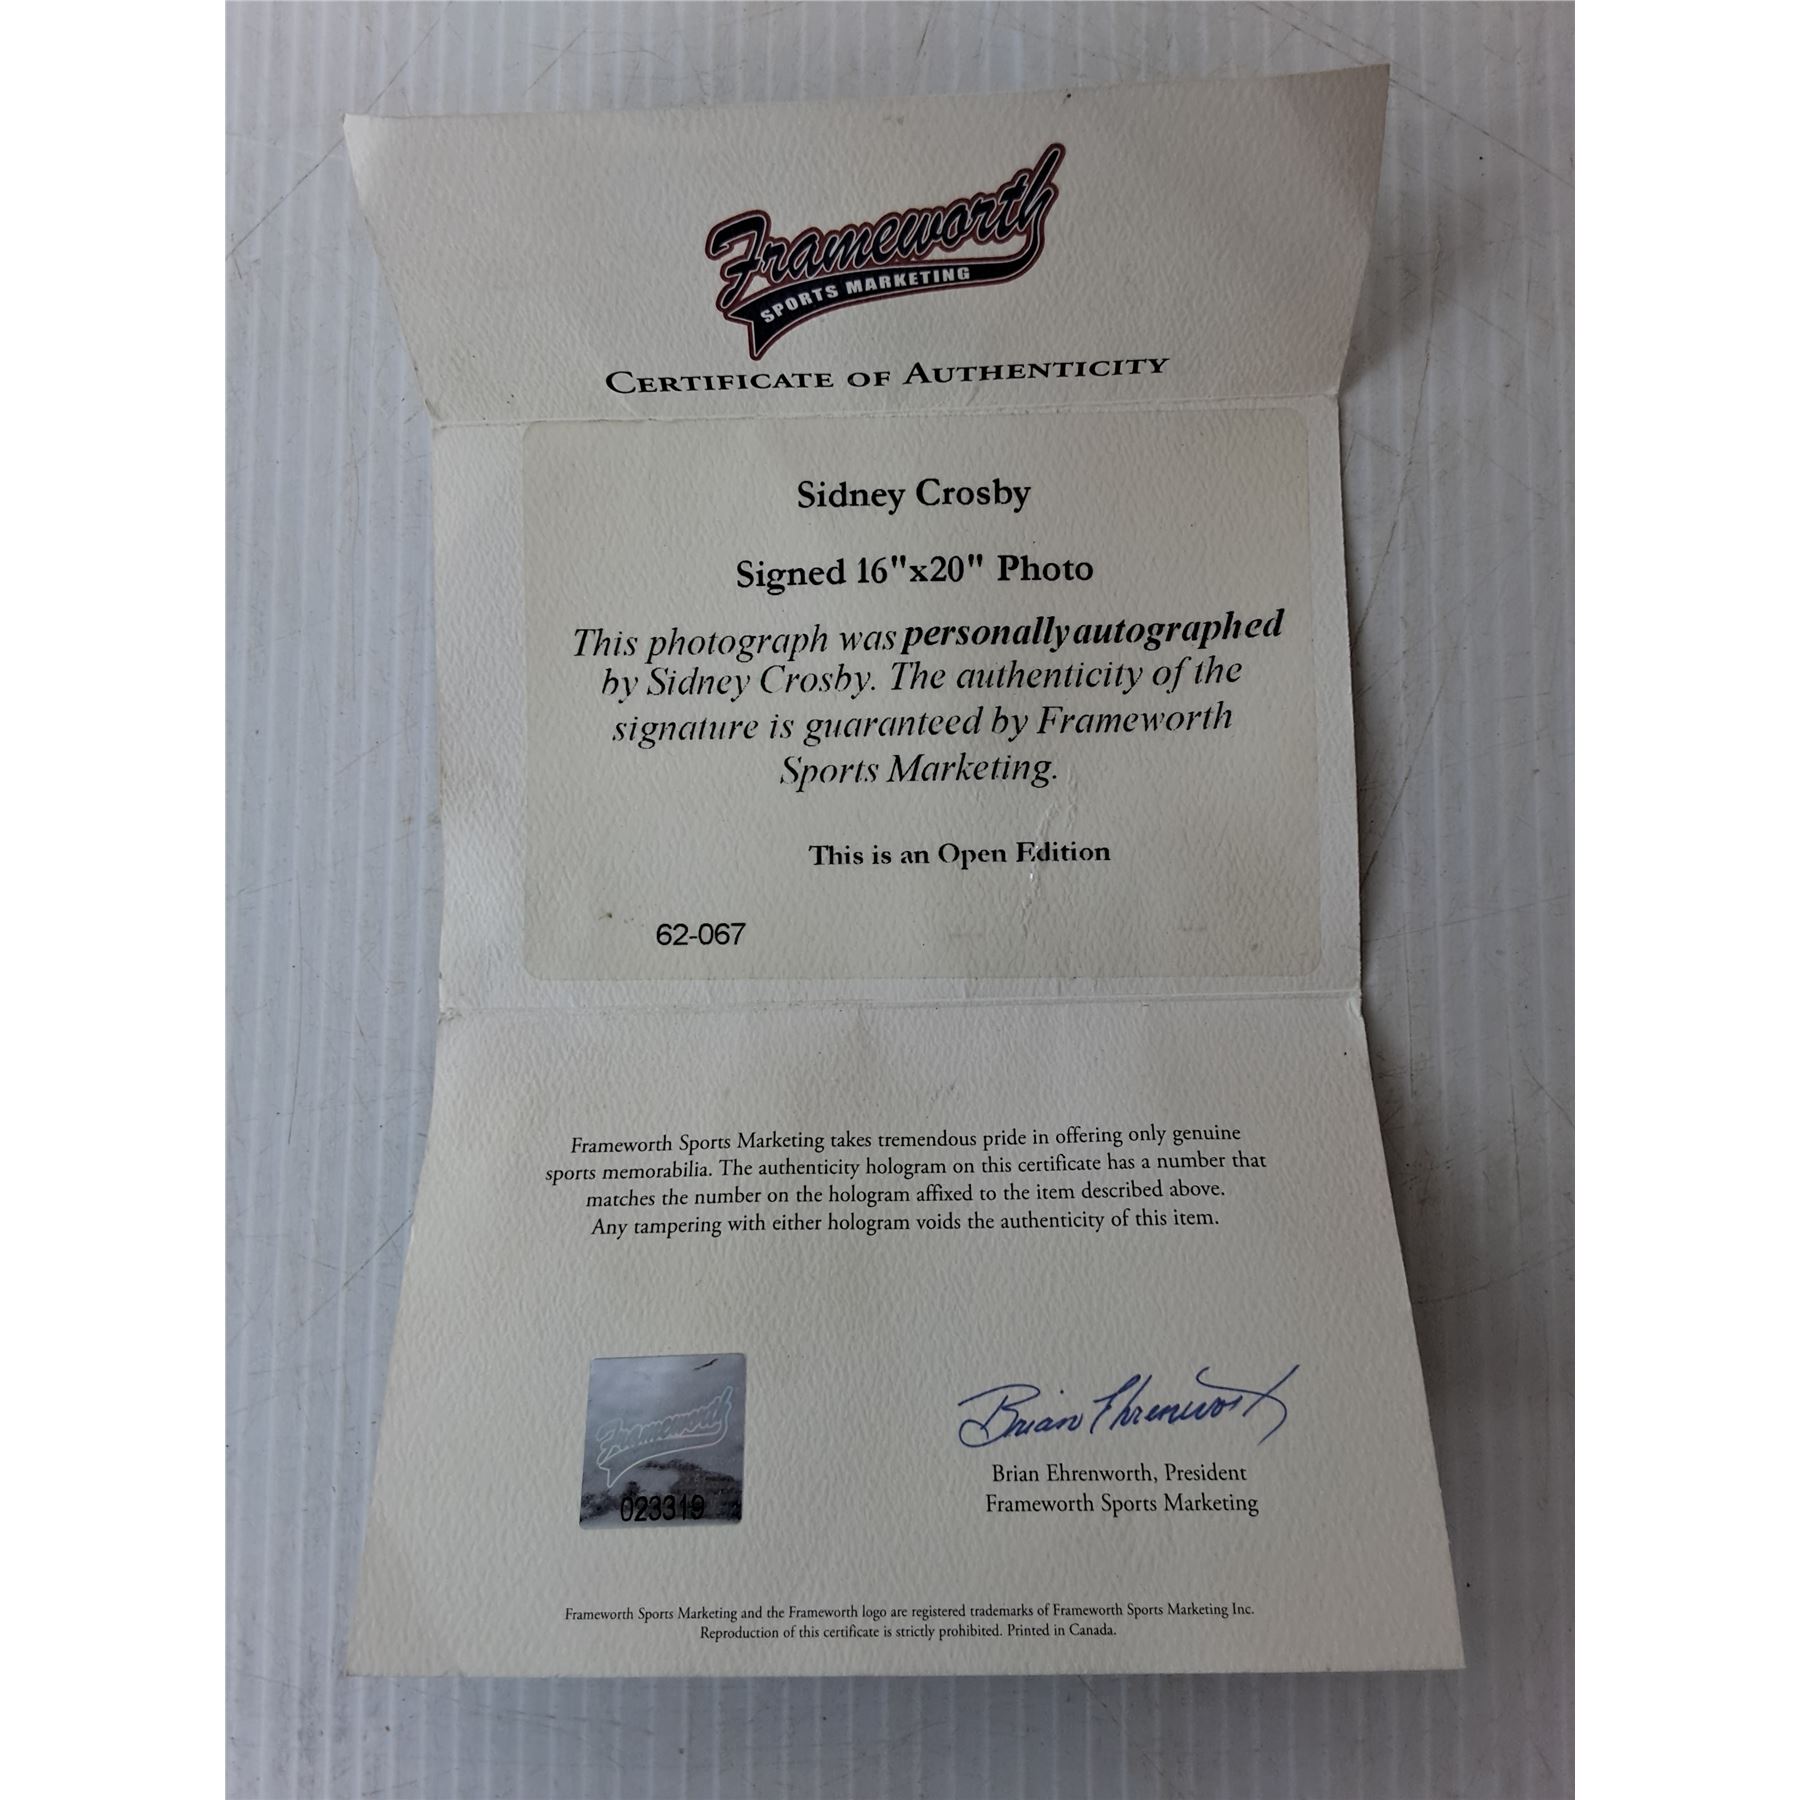 Frameworth
SPORTS MARKETING
CERTIFICATE OF AUTHENTICITY
Sidney Crosby
Signed 16"x20" Photo
This photograph was personally autographed
by Sidney Crosby. The authenticity of the
signature is guaranteed by Frameworth
Sports Marketing.
This is an Open Edition
62-067
Frameworth Sports Marketing takes tremendous pride in offering only genuine
sports memorabilia. The authenticity hologram on this certificate has a number that
matches the number on the hologram affixed to the item described above.
Any tampering with either hologram voids the authenticity of this item.
Frameworth
023319
Brian Ehrenworth
Brian Ehrenworth, President
Frameworth Sports Marketing
Frameworth Sports Marketing and the Frameworth logo are registered trademarks of Frameworth Sports Marketing Inc.
Reproduction of this certificate is strictly prohibited. Printed in Canada.